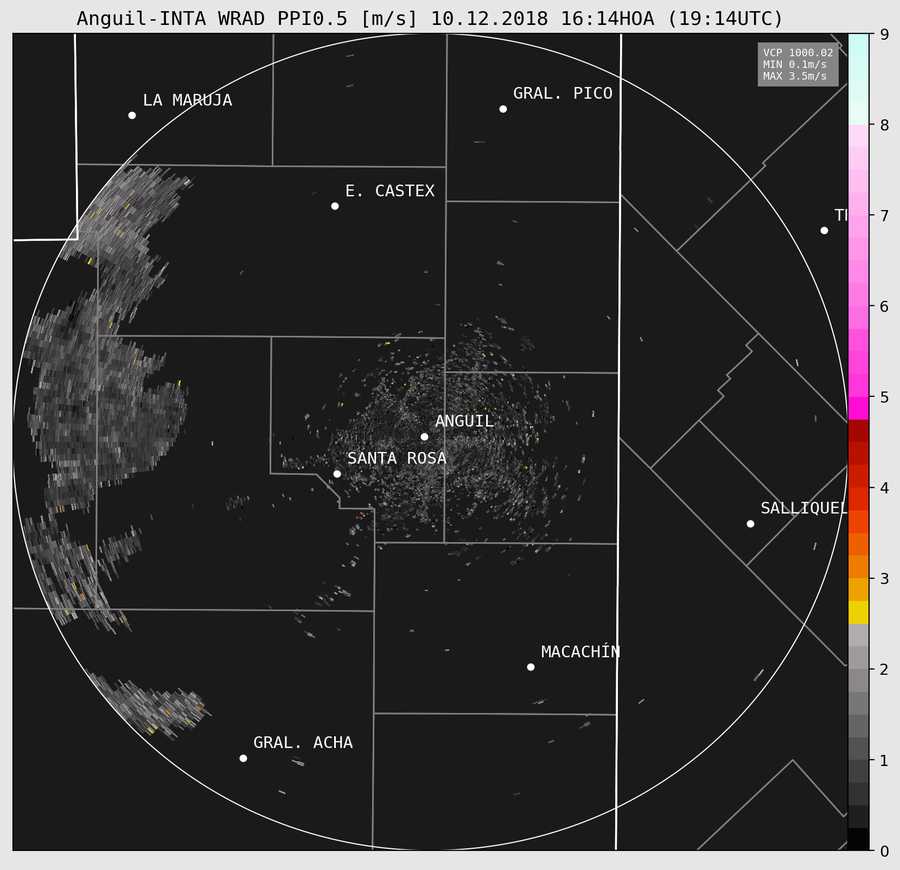 Anguil-INTA WRAD PPI0.5 [m/s] 10.12.2018 16:14HOA (19:14UTC)
VCP 1000.02
MIN 0.1m/s
MAX 3.5m/s
LA MARUJA
GRAL. PICO
E. CASTEX
ANGUIL
SANTA ROSA
SALLIQUEL
MACACHÍN
GRAL. ACHA
9
8
7
6
5
4
3
2
1
0